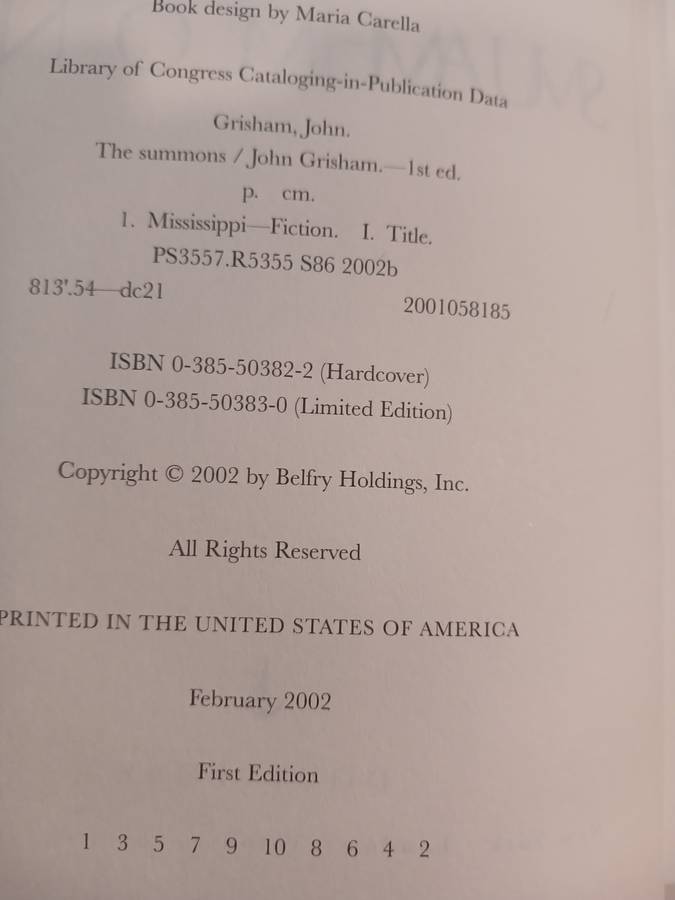 Book design by Maria Carella
Library of Congress Cataloging-in-Publication Data
Grisham, John.
The summons / John Grisham.—1st ed.
p. cm.
1. Mississippi—Fiction. I. Title.
PS3557.R5355 S86 2002b
813'.54—dc21 2001058185
ISBN 0-385-50382-2 (Hardcover)
ISBN 0-385-50383-0 (Limited Edition)
Copyright © 2002 by Belfry Holdings, Inc.
All Rights Reserved
PRINTED IN THE UNITED STATES OF AMERICA
February 2002
First Edition
1 3 5 7 9 10 8 6 4 2